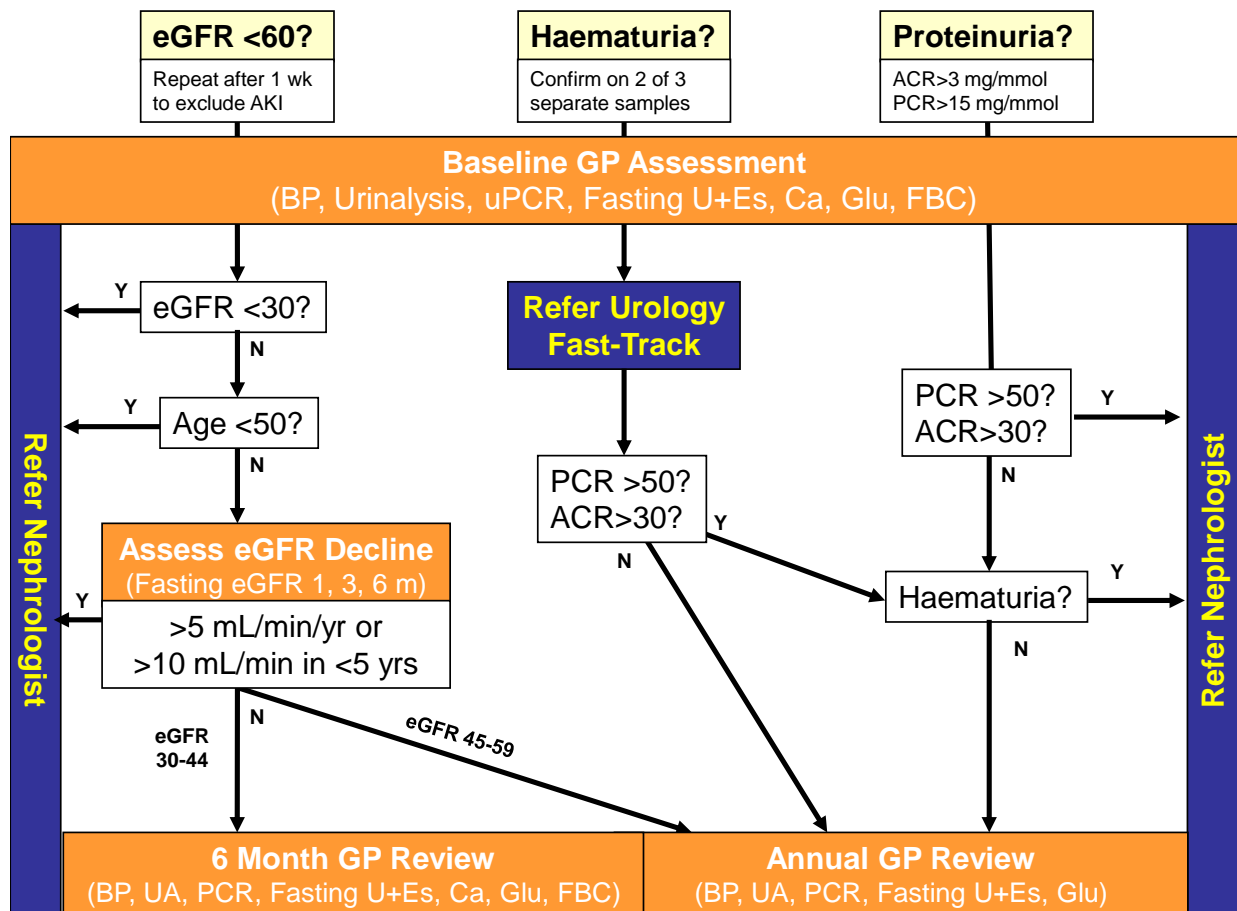 eGFR <60?
Repeat after 1 wk
to exclude AKI
Haematuria?
Confirm on 2 of 3
separate samples
Proteinuria?
ACR>3 mg/mmol
PCR>15 mg/mmol
Baseline GP Assessment
(BP, Urinalysis, uPCR, Fasting U+Es, Ca, Glu, FBC)
Refer Nephrologist
Y
eGFR <30?
N
Y
Age <50?
N
Assess eGFR Decline
(Fasting eGFR 1, 3, 6 m)
Y
>5 mL/min/yr or
>10 mL/min in <5 yrs
N
eGFR
30-44
eGFR 45-59
Refer Urology
Fast-Track
PCR >50?
ACR>30?
Y
N
PCR >50?
ACR>30?
Y
N
Haematuria?
Y
N
Refer Nephrologist
6 Month GP Review
(BP, UA, PCR, Fasting U+Es, Ca, Glu, FBC)
Annual GP Review
(BP, UA, PCR, Fasting U+Es, Glu)